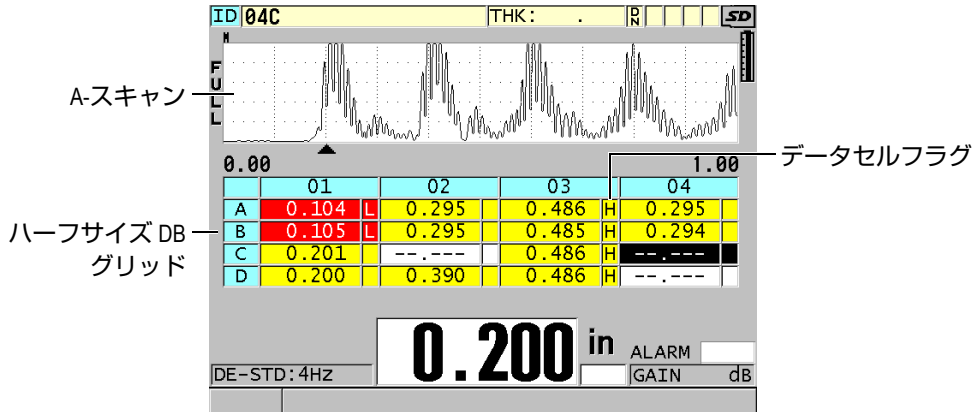 ID 04C THK: . DN SD
M
FULL
A-スキャン
0.00 1.00
データセルフラグ
01 02 03 04
A 0.104 L 0.295 0.486 H 0.295
B 0.105 L 0.295 0.485 H 0.294
C 0.201 --.--- 0.486 H --.---
D 0.200 0.390 0.486 H --.---
ハーフサイズ DB
グリッド
0.200 in
ALARM
DE-STD:4Hz GAIN dB